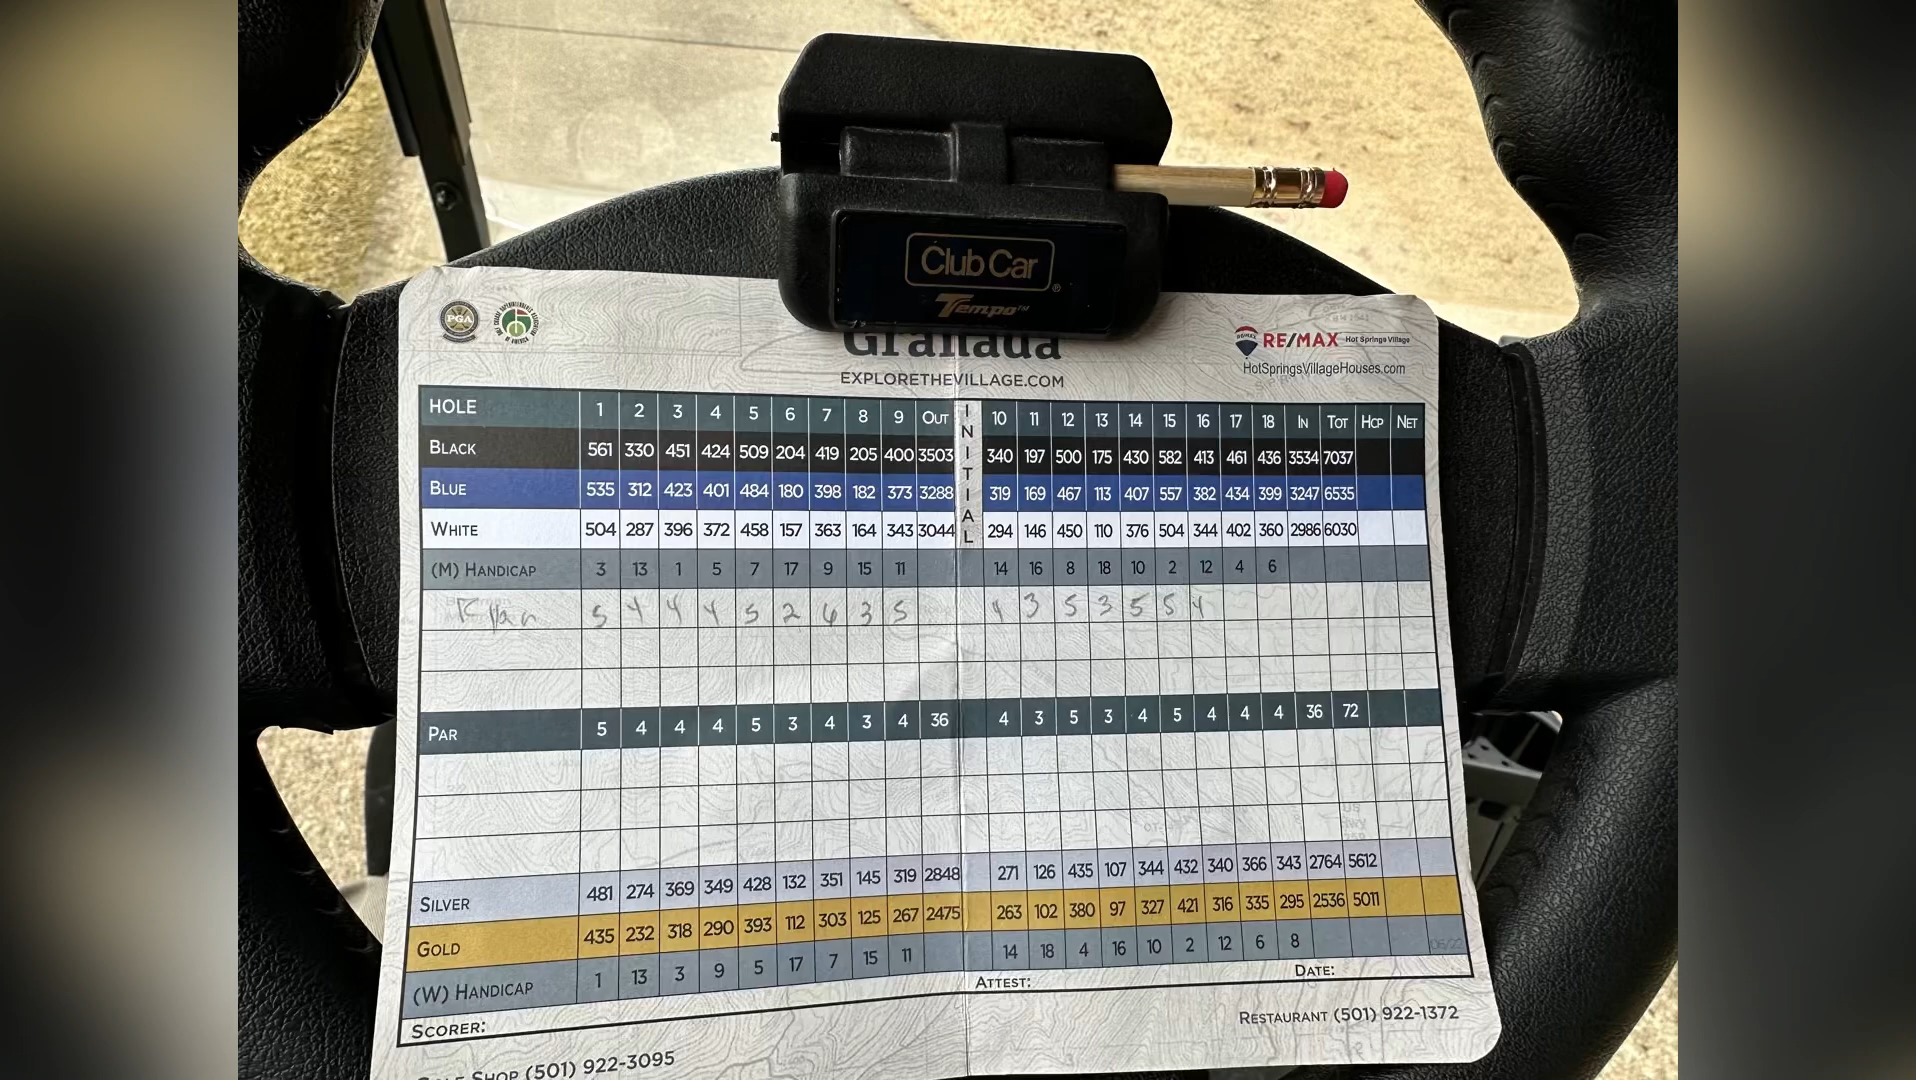 Club Car®
Tempo™
PGA
Granada
EXPLORETHEVILLAGE.COM
RE/MAX Hot Springs Village
HotSpringsVillageHouses.com
HOLE 1 2 3 4 5 6 7 8 9 OUT INITIAL 10 11 12 13 14 15 16 17 18 IN TOT HCP NET
BLACK 561 330 451 424 509 204 419 205 400 3503 340 197 500 175 430 582 413 461 436 3534 7037
BLUE 535 312 423 401 484 180 398 182 373 3288 319 169 467 113 407 557 382 434 399 3247 6535
WHITE 504 287 396 372 458 157 363 164 343 3044 294 146 450 110 376 504 344 402 360 2986 6030
(M) HANDICAP 3 13 1 5 7 17 9 15 11 14 16 8 18 10 2 12 4 6
Ryan 5 4 4 4 5 2 6 3 5 4 3 5 3 5 5 4
PAR 5 4 4 4 5 3 4 3 4 36 4 3 5 3 4 5 4 4 4 36 72
SILVER 481 274 369 349 428 132 351 145 319 2848 271 126 435 107 344 432 340 366 343 2764 5612
GOLD 435 232 318 290 393 112 303 125 267 2475 263 102 380 97 327 421 316 335 295 2536 5011
(W) HANDICAP 1 13 3 9 5 17 7 15 11 14 18 4 16 10 2 12 6 8
06/22
SCORER: ATTEST: DATE:
GOLF SHOP (501) 922-3095
RESTAURANT (501) 922-1372